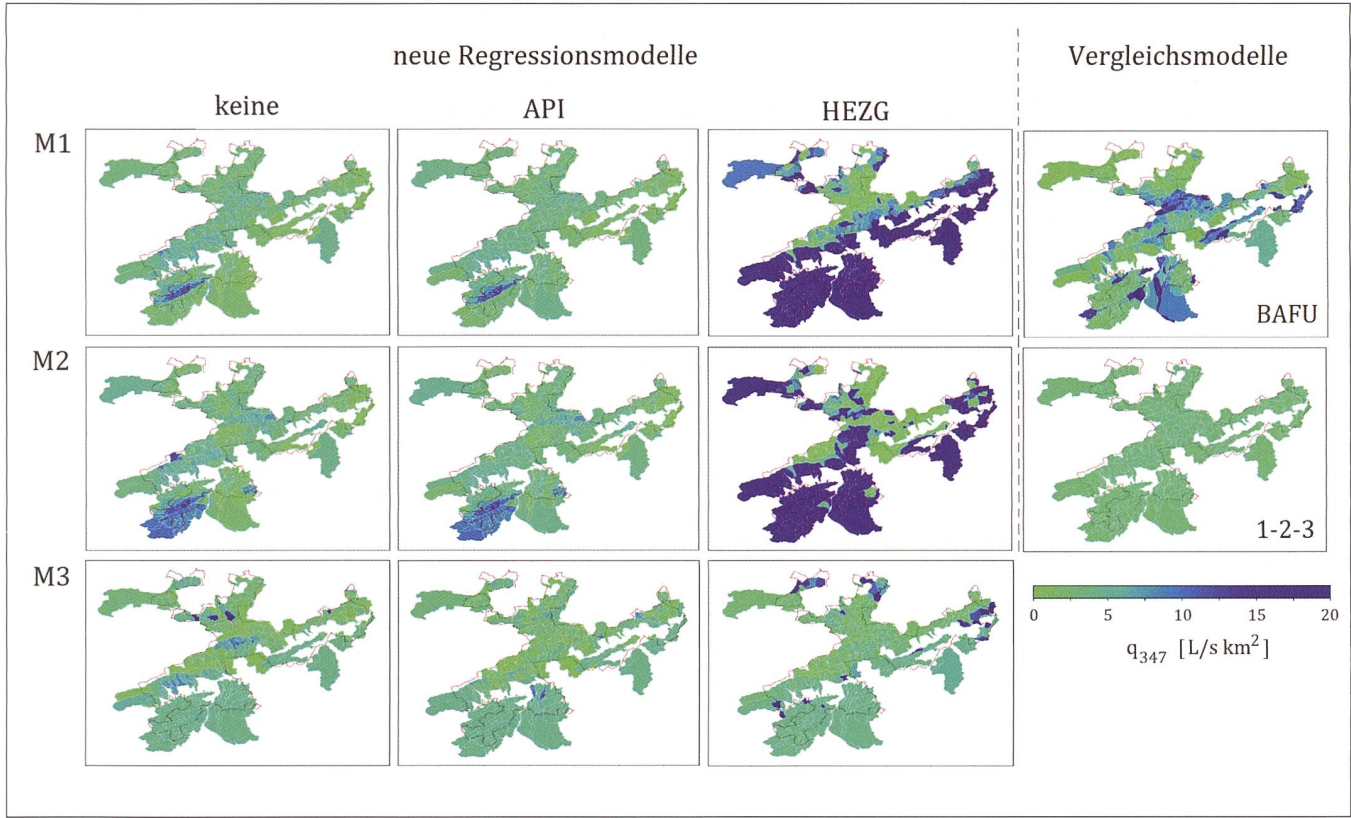 neue Regressionsmodelle
Vergleichsmodelle
keine
API
HEZG
M1
BAFU
M2
1-2-3
M3
0 5 10 15 20
q347 [L/s km²]